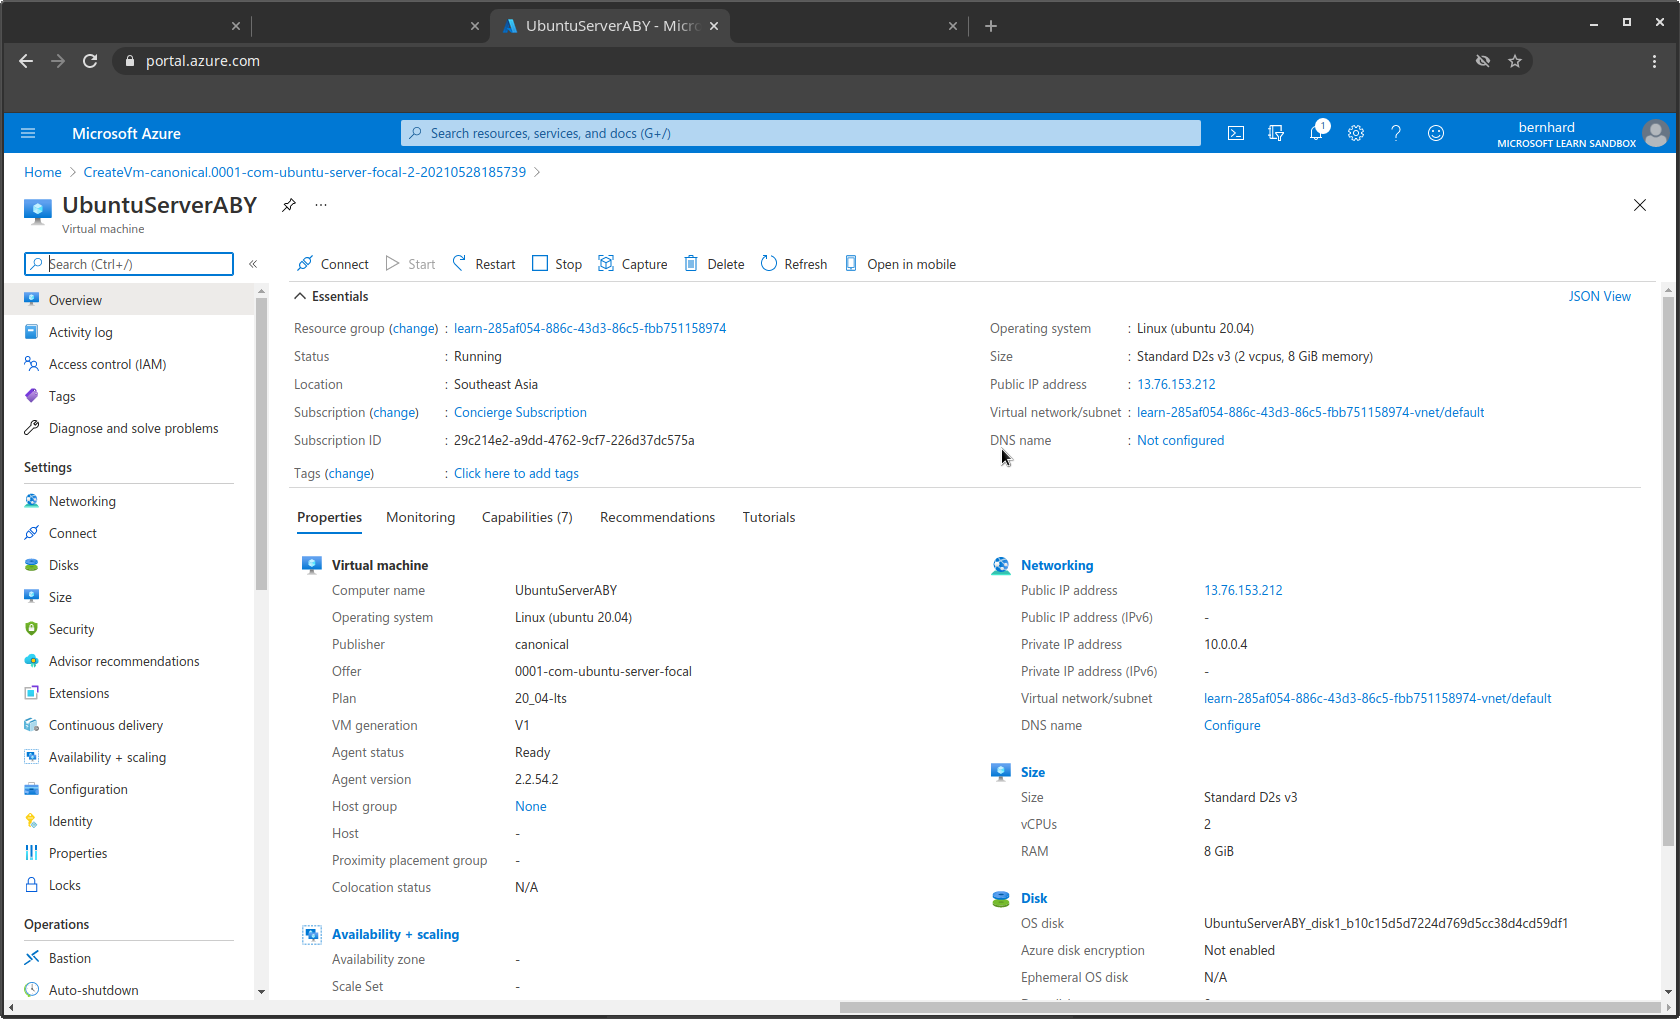 UbuntuServerABY - Micr
portal.azure.com
Microsoft Azure
Search resources, services, and docs (G+/)
1
bernhard
MICROSOFT LEARN SANDBOX
Home > CreateVm-canonical.0001-com-ubuntu-server-focal-2-20210528185739 >
UbuntuServerABY
Virtual machine
Search (Ctrl+/)
Connect Start Restart Stop Capture Delete Refresh Open in mobile
Overview
Activity log
Access control (IAM)
Tags
Diagnose and solve problems
Settings
Networking
Connect
Disks
Size
Security
Advisor recommendations
Extensions
Continuous delivery
Availability + scaling
Configuration
Identity
Properties
Locks
Operations
Bastion
Auto-shutdown
Essentials
JSON View
Resource group (change) : learn-285af054-886c-43d3-86c5-fbb751158974
Status : Running
Location : Southeast Asia
Subscription (change) : Concierge Subscription
Subscription ID : 29c214e2-a9dd-4762-9cf7-226d37dc575a
Tags (change) : Click here to add tags
Operating system : Linux (ubuntu 20.04)
Size : Standard D2s v3 (2 vcpus, 8 GiB memory)
Public IP address : 13.76.153.212
Virtual network/subnet : learn-285af054-886c-43d3-86c5-fbb751158974-vnet/default
DNS name : Not configured
Properties Monitoring Capabilities (7) Recommendations Tutorials
Virtual machine
Computer name UbuntuServerABY
Operating system Linux (ubuntu 20.04)
Publisher canonical
Offer 0001-com-ubuntu-server-focal
Plan 20_04-lts
VM generation V1
Agent status Ready
Agent version 2.2.54.2
Host group None
Host -
Proximity placement group -
Colocation status N/A
Availability + scaling
Availability zone -
Scale Set -
Networking
Public IP address 13.76.153.212
Public IP address (IPv6) -
Private IP address 10.0.0.4
Private IP address (IPv6) -
Virtual network/subnet learn-285af054-886c-43d3-86c5-fbb751158974-vnet/default
DNS name Configure
Size
Size Standard D2s v3
vCPUs 2
RAM 8 GiB
Disk
OS disk UbuntuServerABY_disk1_b10c15d5d7224d769d5cc38d4cd59df1
Azure disk encryption Not enabled
Ephemeral OS disk N/A